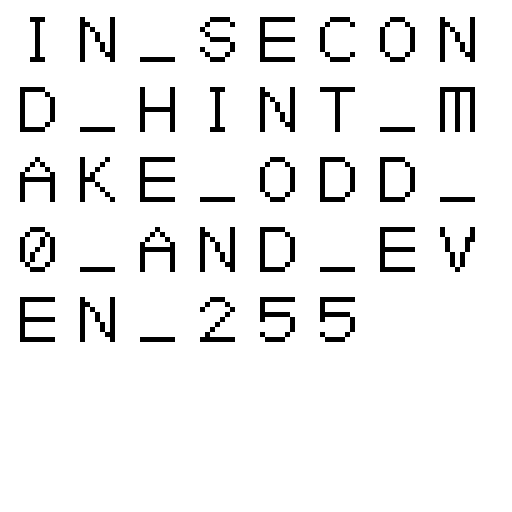 IN_SECON
D_HINT_M
AKE_ODD_
0_AND_EV
EN_255